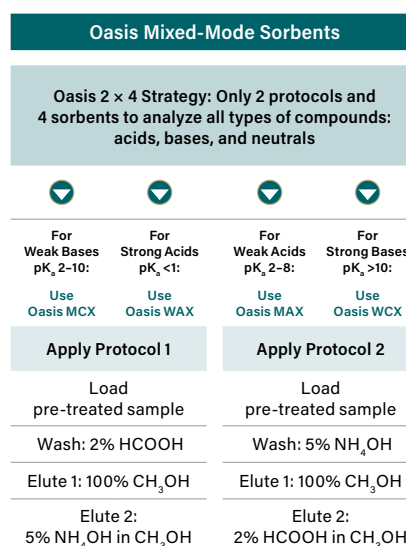 Oasis Mixed-Mode Sorbents
Oasis 2 × 4 Strategy: Only 2 protocols and
4 sorbents to analyze all types of compounds:
acids, bases, and neutrals
For
Weak Bases
pKₐ 2–10:
Use
Oasis MCX
For
Strong Acids
pKₐ <1:
Use
Oasis WAX
For
Weak Acids
pKₐ 2–8:
Use
Oasis MAX
For
Strong Bases
pKₐ >10:
Use
Oasis WCX
Apply Protocol 1
Load
pre-treated sample
Wash: 2% HCOOH
Elute 1: 100% CH₃OH
Elute 2:
5% NH₄OH in CH₃OH
Apply Protocol 2
Load
pre-treated sample
Wash: 5% NH₄OH
Elute 1: 100% CH₃OH
Elute 2:
2% HCOOH in CH₃OH